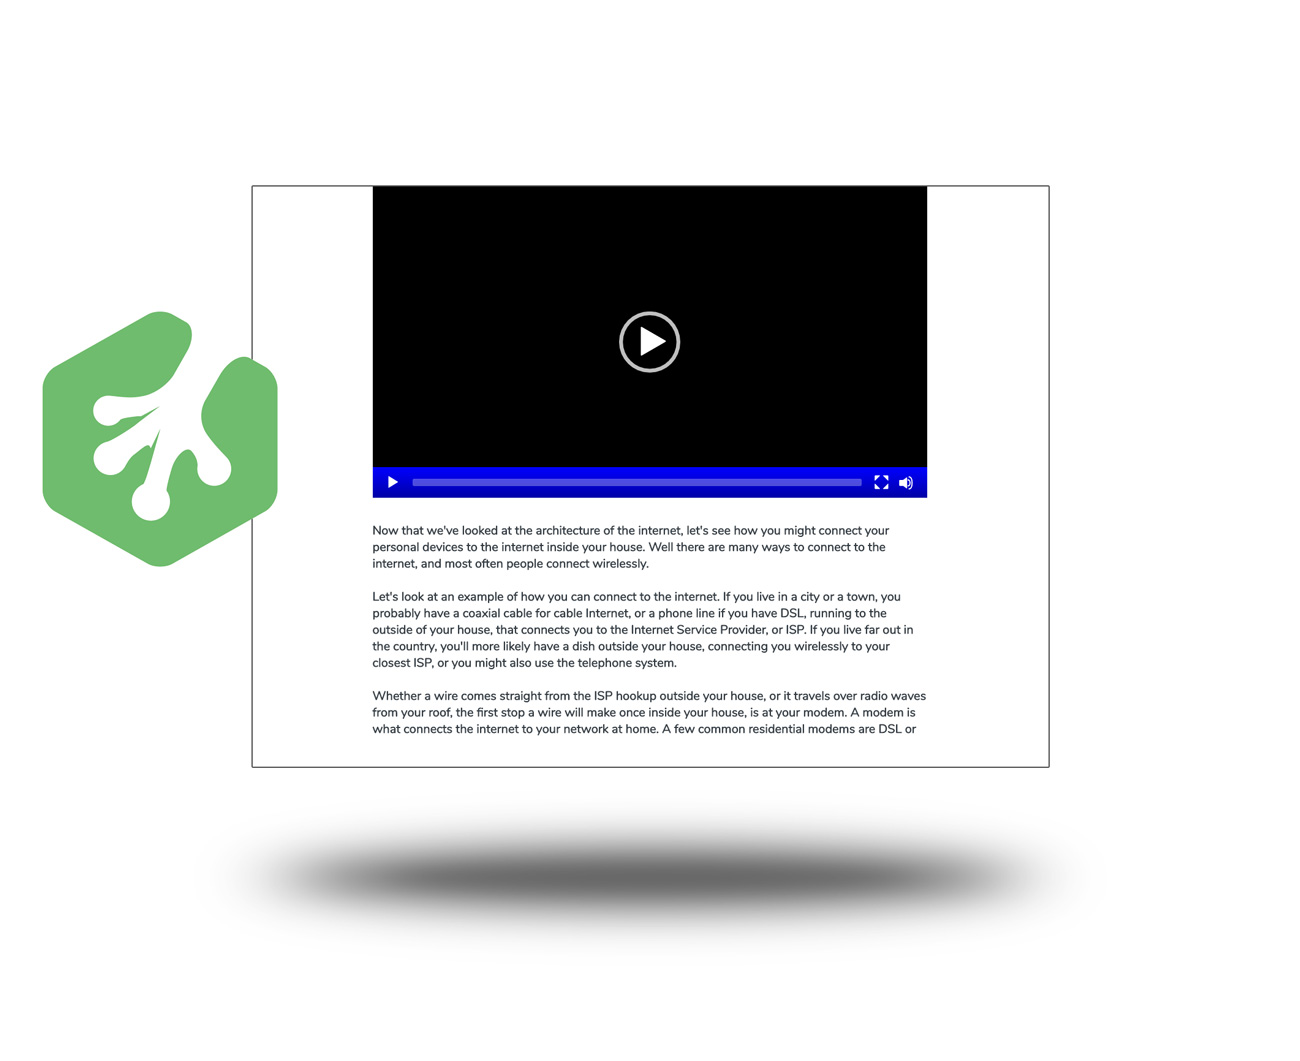 Now that we've looked at the architecture of the internet, let's see how you might connect your
personal devices to the internet inside your house. Well there are many ways to connect to the
internet, and most often people connect wirelessly.
Let's look at an example of how you can connect to the internet. If you live in a city or a town, you
probably have a coaxial cable for cable Internet, or a phone line if you have DSL, running to the
outside of your house, that connects you to the Internet Service Provider, or ISP. If you live far out in
the country, you'll more likely have a dish outside your house, connecting you wirelessly to your
closest ISP, or you might also use the telephone system.
Whether a wire comes straight from the ISP hookup outside your house, or it travels over radio waves
from your roof, the first stop a wire will make once inside your house, is at your modem. A modem is
what connects the internet to your network at home. A few common residential modems are DSL or